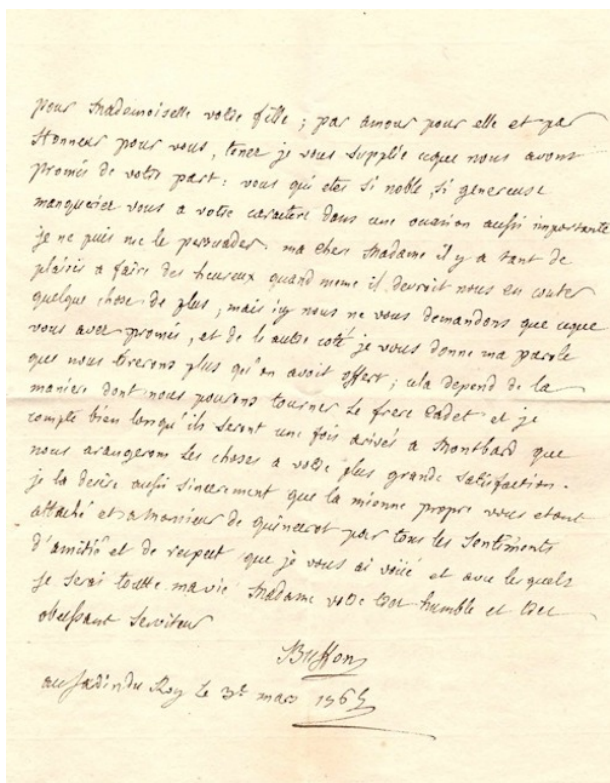 pour Mademoiselle votre fille ; par amour pour elle et par
Honneur pour vous, tenez je vous supplie ceque nous avons
promis de votre part : vous qui etes si noble, si genereuse
manqueriez vous a votre caractere dans une ocasion aussi importante
je ne puis me le persuader. ma chere Madame il y a tant de
plaisir a faire des heureux quand meme il devroit nous en couter
quelque chose de plus ; mais icy nous ne vous demandons que ceque
vous avez promis, et de l'autre coté je vous donne ma parole
que nous tirerons plus qu'on avoit offert ; cela depend de la
maniere dont nous pourons tourner le frere Cadet et je
compte bien lorsqu'ils seront une fois arivés a Montbard que
nous arangerons les choses a votre plus grande satisfaction.
je la desire aussi sincerement que la mienne propre vous etant
attaché et a Monsieur de quincerot par tous les sentiments
d'amitié et de respect que je vous ai voüé et avec les quels
je serai toutte ma vie Madame votre tres humble et tres
obeissant serviteur
Buffon
au Jardin du Roy le 3e mars 1765